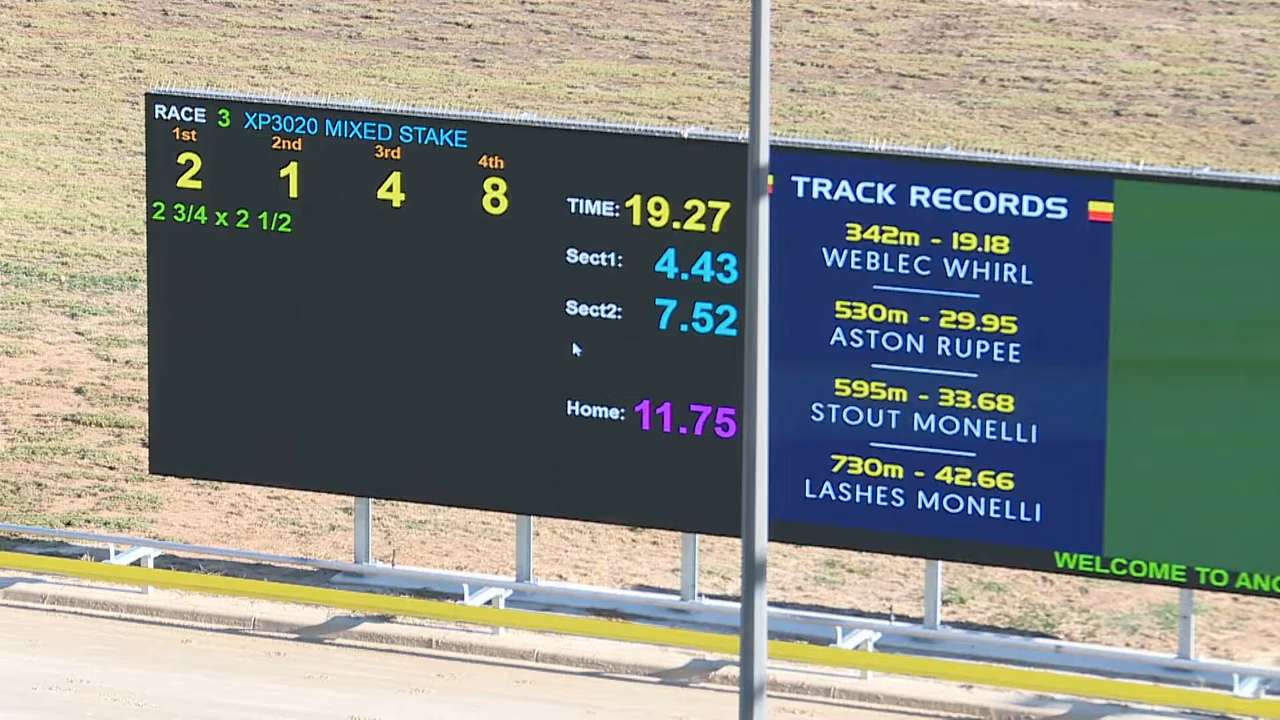 RACE 3 XP3020 MIXED STAKE
1st 2nd 3rd 4th
2 1 4 8
2 3/4 x 2 1/2
TIME: 19.27
Sect1: 4.43
Sect2: 7.52
Home: 11.75
TRACK RECORDS
342m - 19.18
WEBLEC WHIRL
530m - 29.95
ASTON RUPEE
595m - 33.68
STOUT MONELLI
730m - 42.66
LASHES MONELLI
WELCOME TO